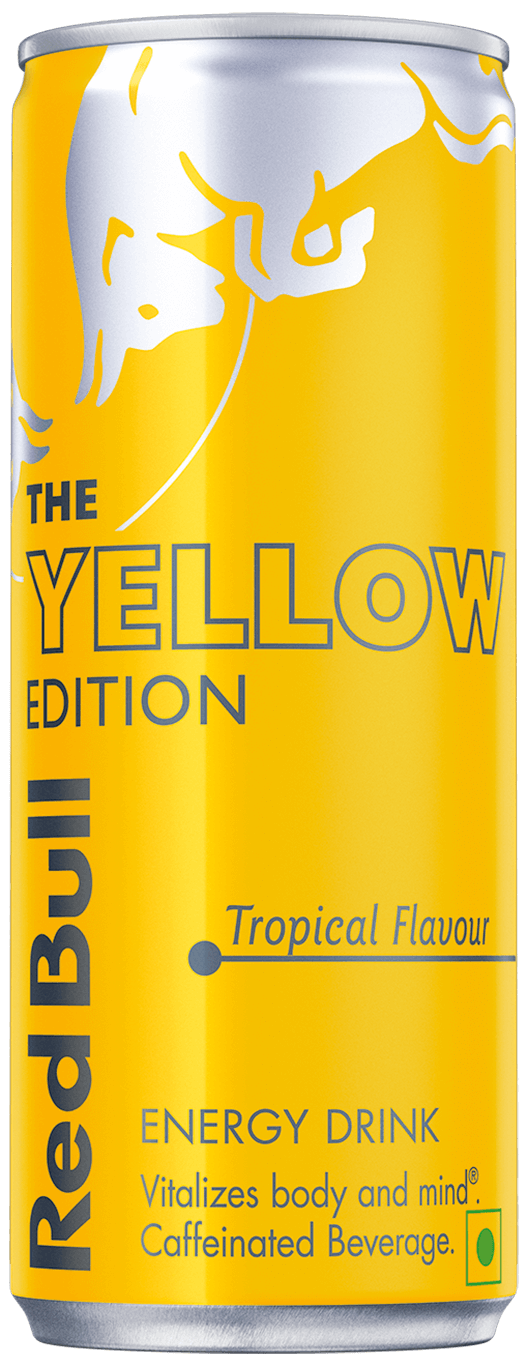 THE
YELLOW
EDITION
Red Bull
Tropical Flavour
ENERGY DRINK
Vitalizes body and mind®.
Caffeinated Beverage.